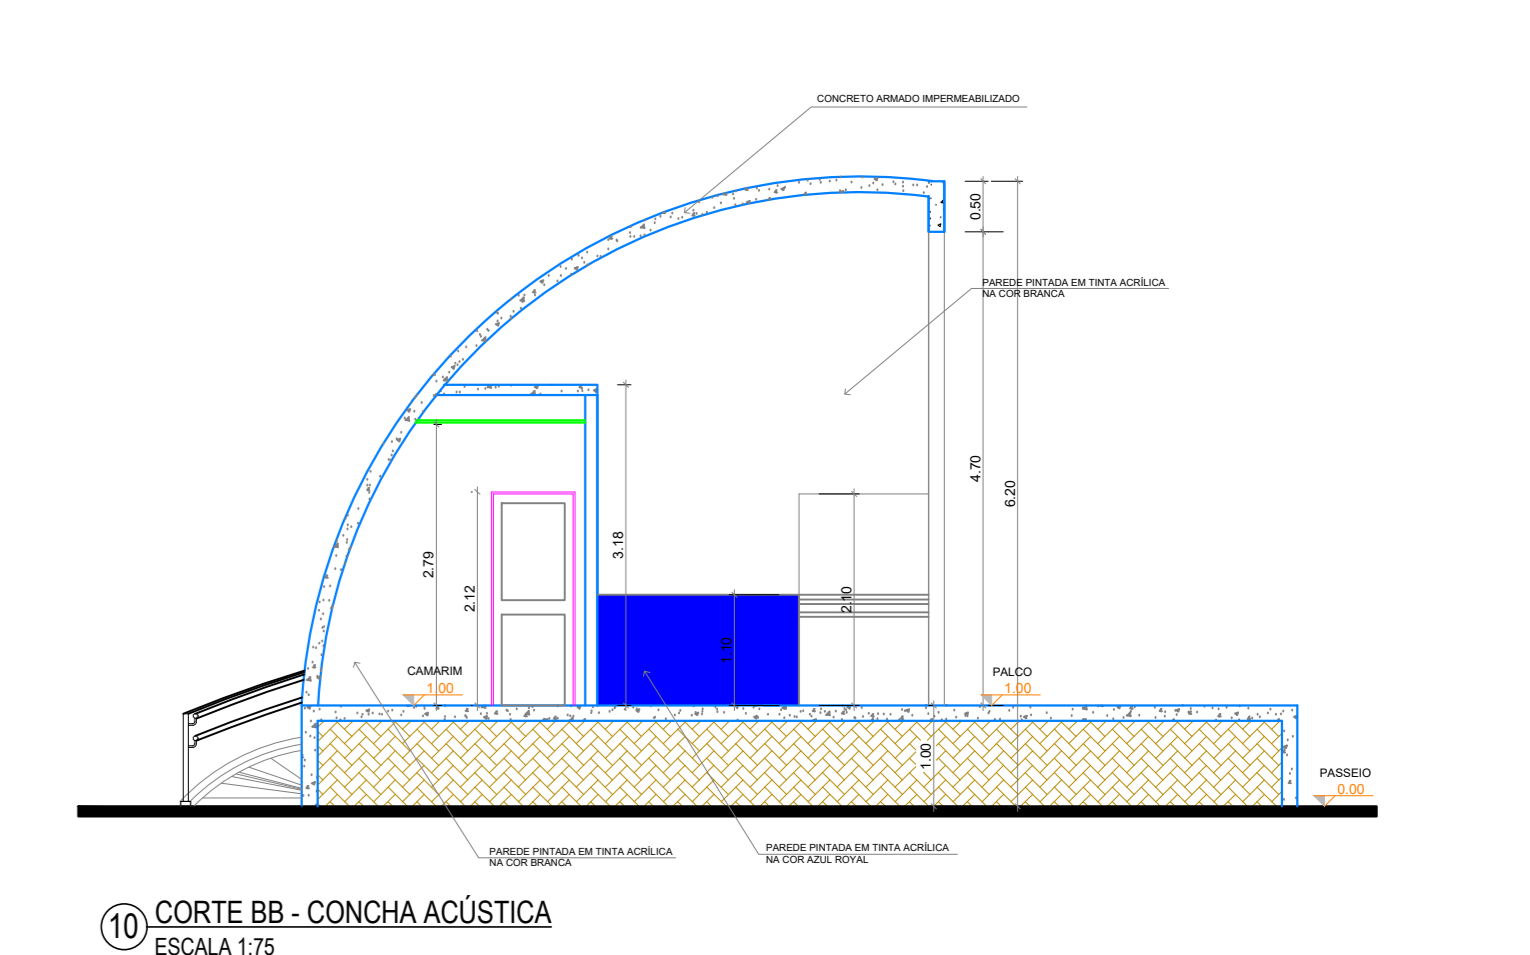 CONCRETO ARMADO IMPERMEABILIZADO
0.50
PAREDE PINTADA EM TINTA ACRÍLICA
NA COR BRANCA
4.70
6.20
3.18
2.79
2.12
2.10
1.10
CAMARIM
1.00
PALCO
1.00
1.00
PASSEIO
0.00
PAREDE PINTADA EM TINTA ACRÍLICA
NA COR BRANCA
PAREDE PINTADA EM TINTA ACRÍLICA
NA COR AZUL ROYAL
10
CORTE BB - CONCHA ACÚSTICA
ESCALA 1:75